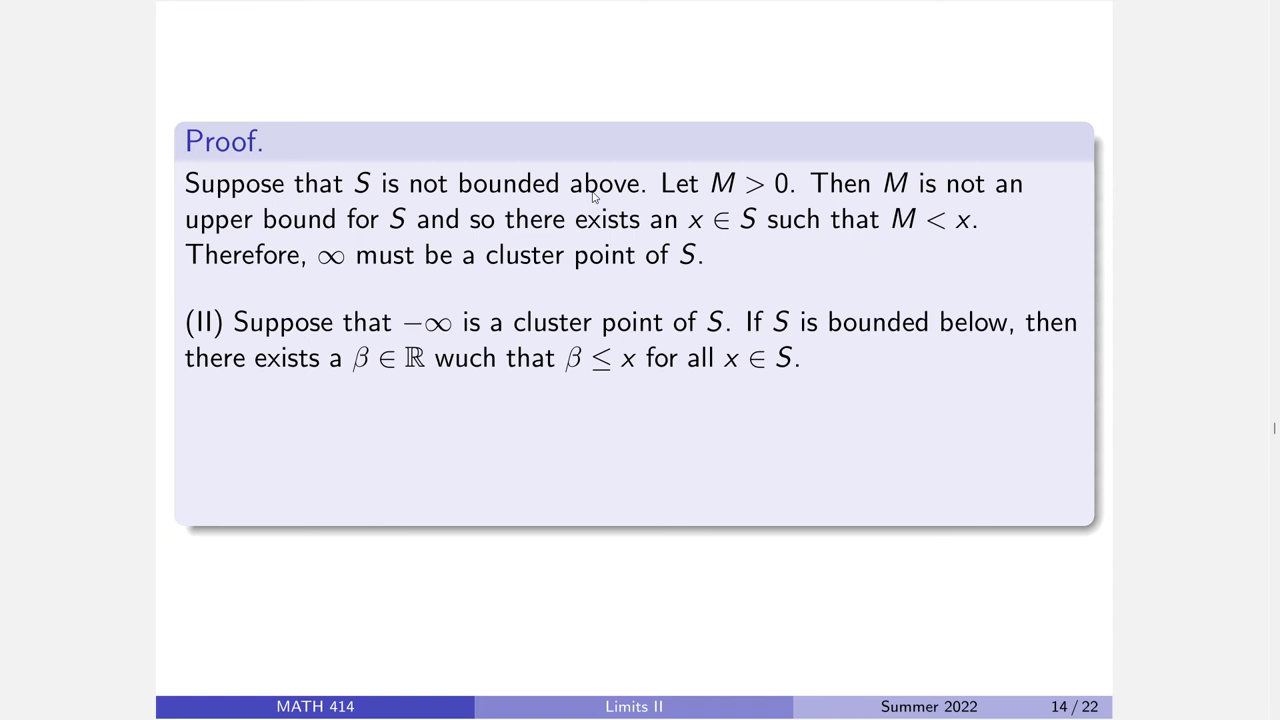 Proof.
Suppose that S is not bounded above. Let M > 0. Then M is not an
upper bound for S and so there exists an x ∈ S such that M < x.
Therefore, ∞ must be a cluster point of S.
(II) Suppose that −∞ is a cluster point of S. If S is bounded below, then
there exists a β ∈ ℝ wuch that β ≤ x for all x ∈ S.
MATH 414 Limits II Summer 2022 14 / 22